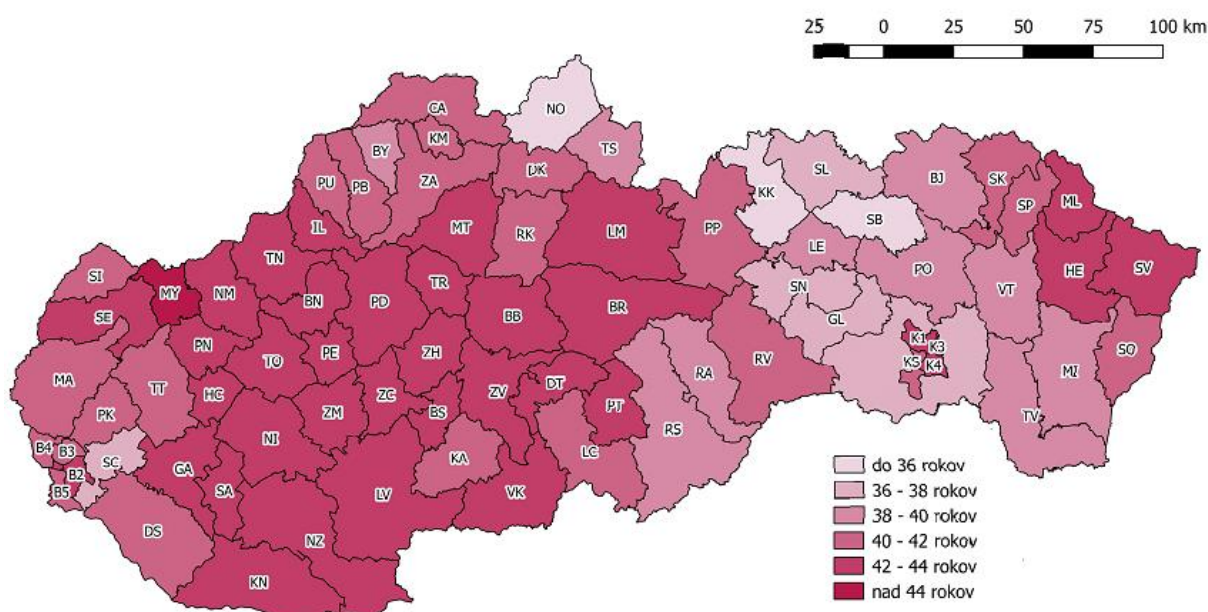 25 0 25 50 75 100 km
NO
CA
KM
BY
TS
PU
PB
ZA
DK
SL
BJ
SK
KK
SP
ML
SB
IL
MT
RK
LM
PP
LE
TN
PO
HE
SV
SI
MY
NM
BN
PD
TR
SN
VT
SE
BB
BR
GL
PN
TO
PE
ZH
K1
K3
RV
K5
K4
SO
MA
TT
HC
ZM
ZC
BS
ZV
DT
PT
RA
MI
PK
NI
RS
TV
B4
B3
SC
KA
LC
B2
GA
B5
SA
LV
VK
DS
NZ
KN
do 36 rokov
36 - 38 rokov
38 - 40 rokov
40 - 42 rokov
42 - 44 rokov
nad 44 rokov